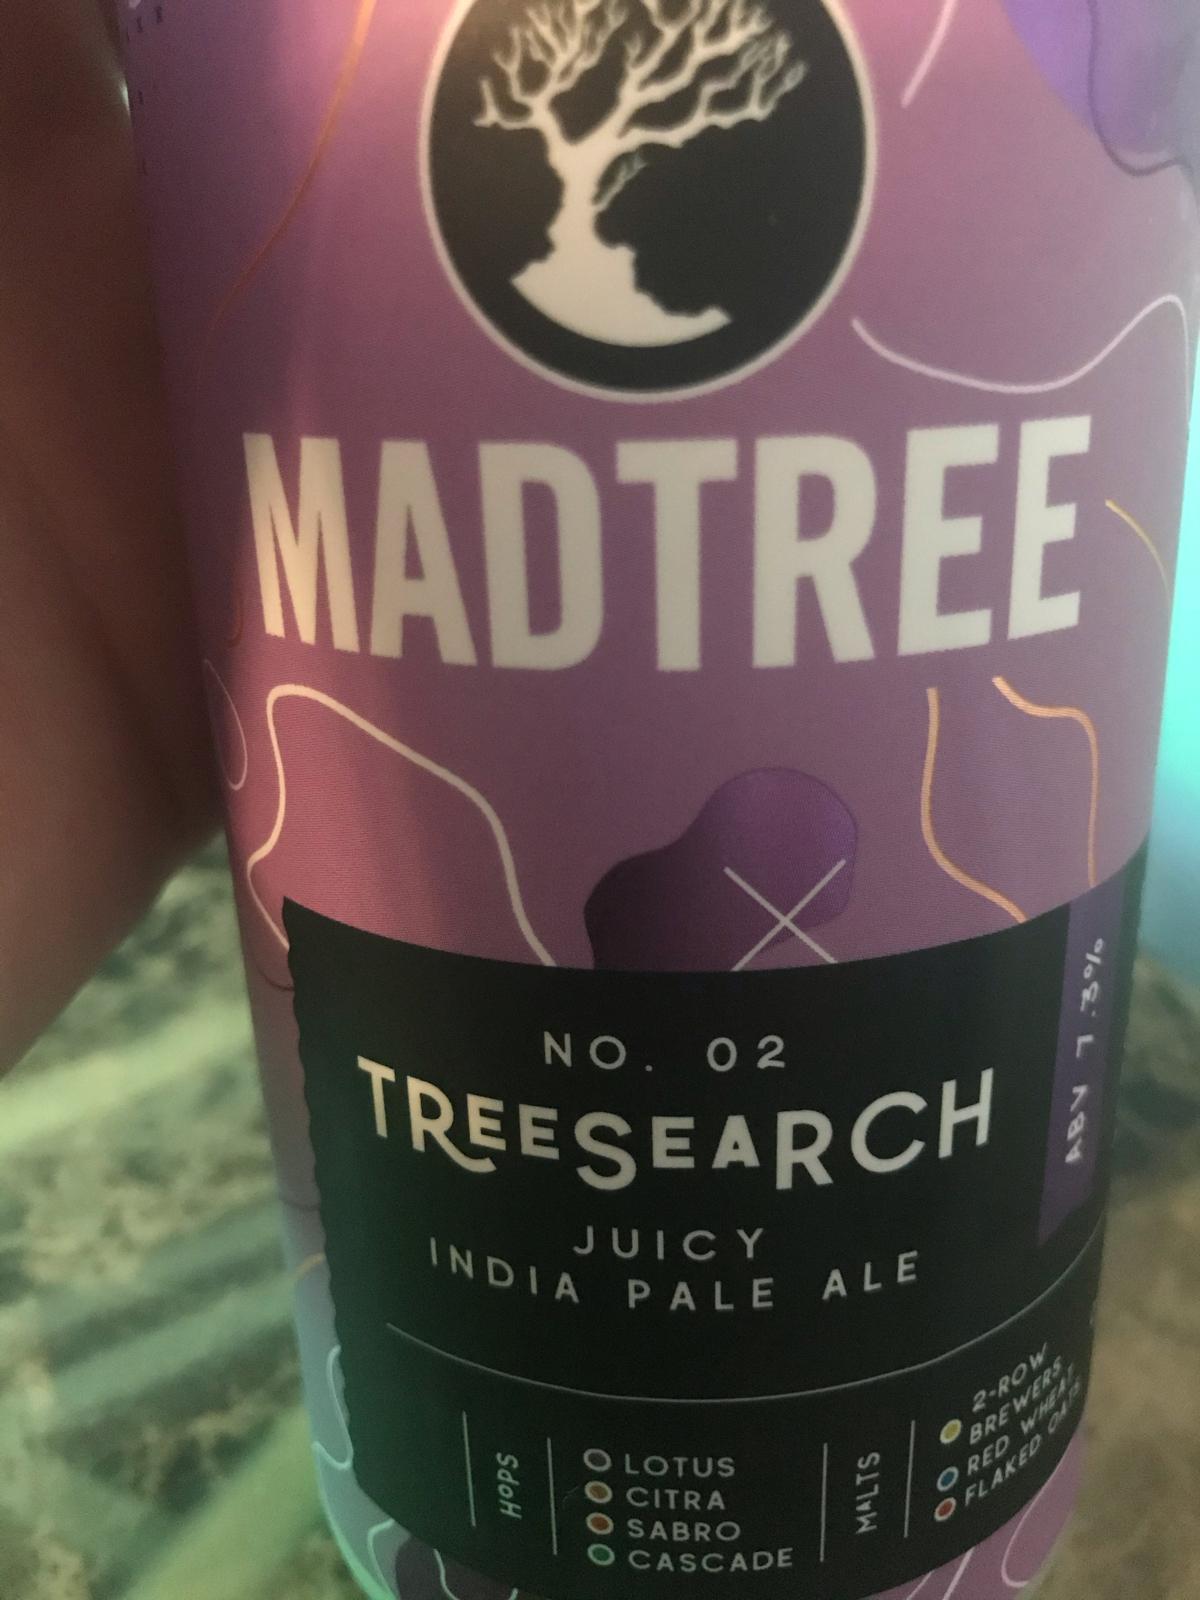 MADTREE
NO. 02
TREESEARCH
JUICY
INDIA PALE ALE
ABV 7.3%
HOPS
LOTUS
CITRA
SABRO
CASCADE
MALTS
2-ROW
BREWERS
RED WHEAT
FLAKED OATS